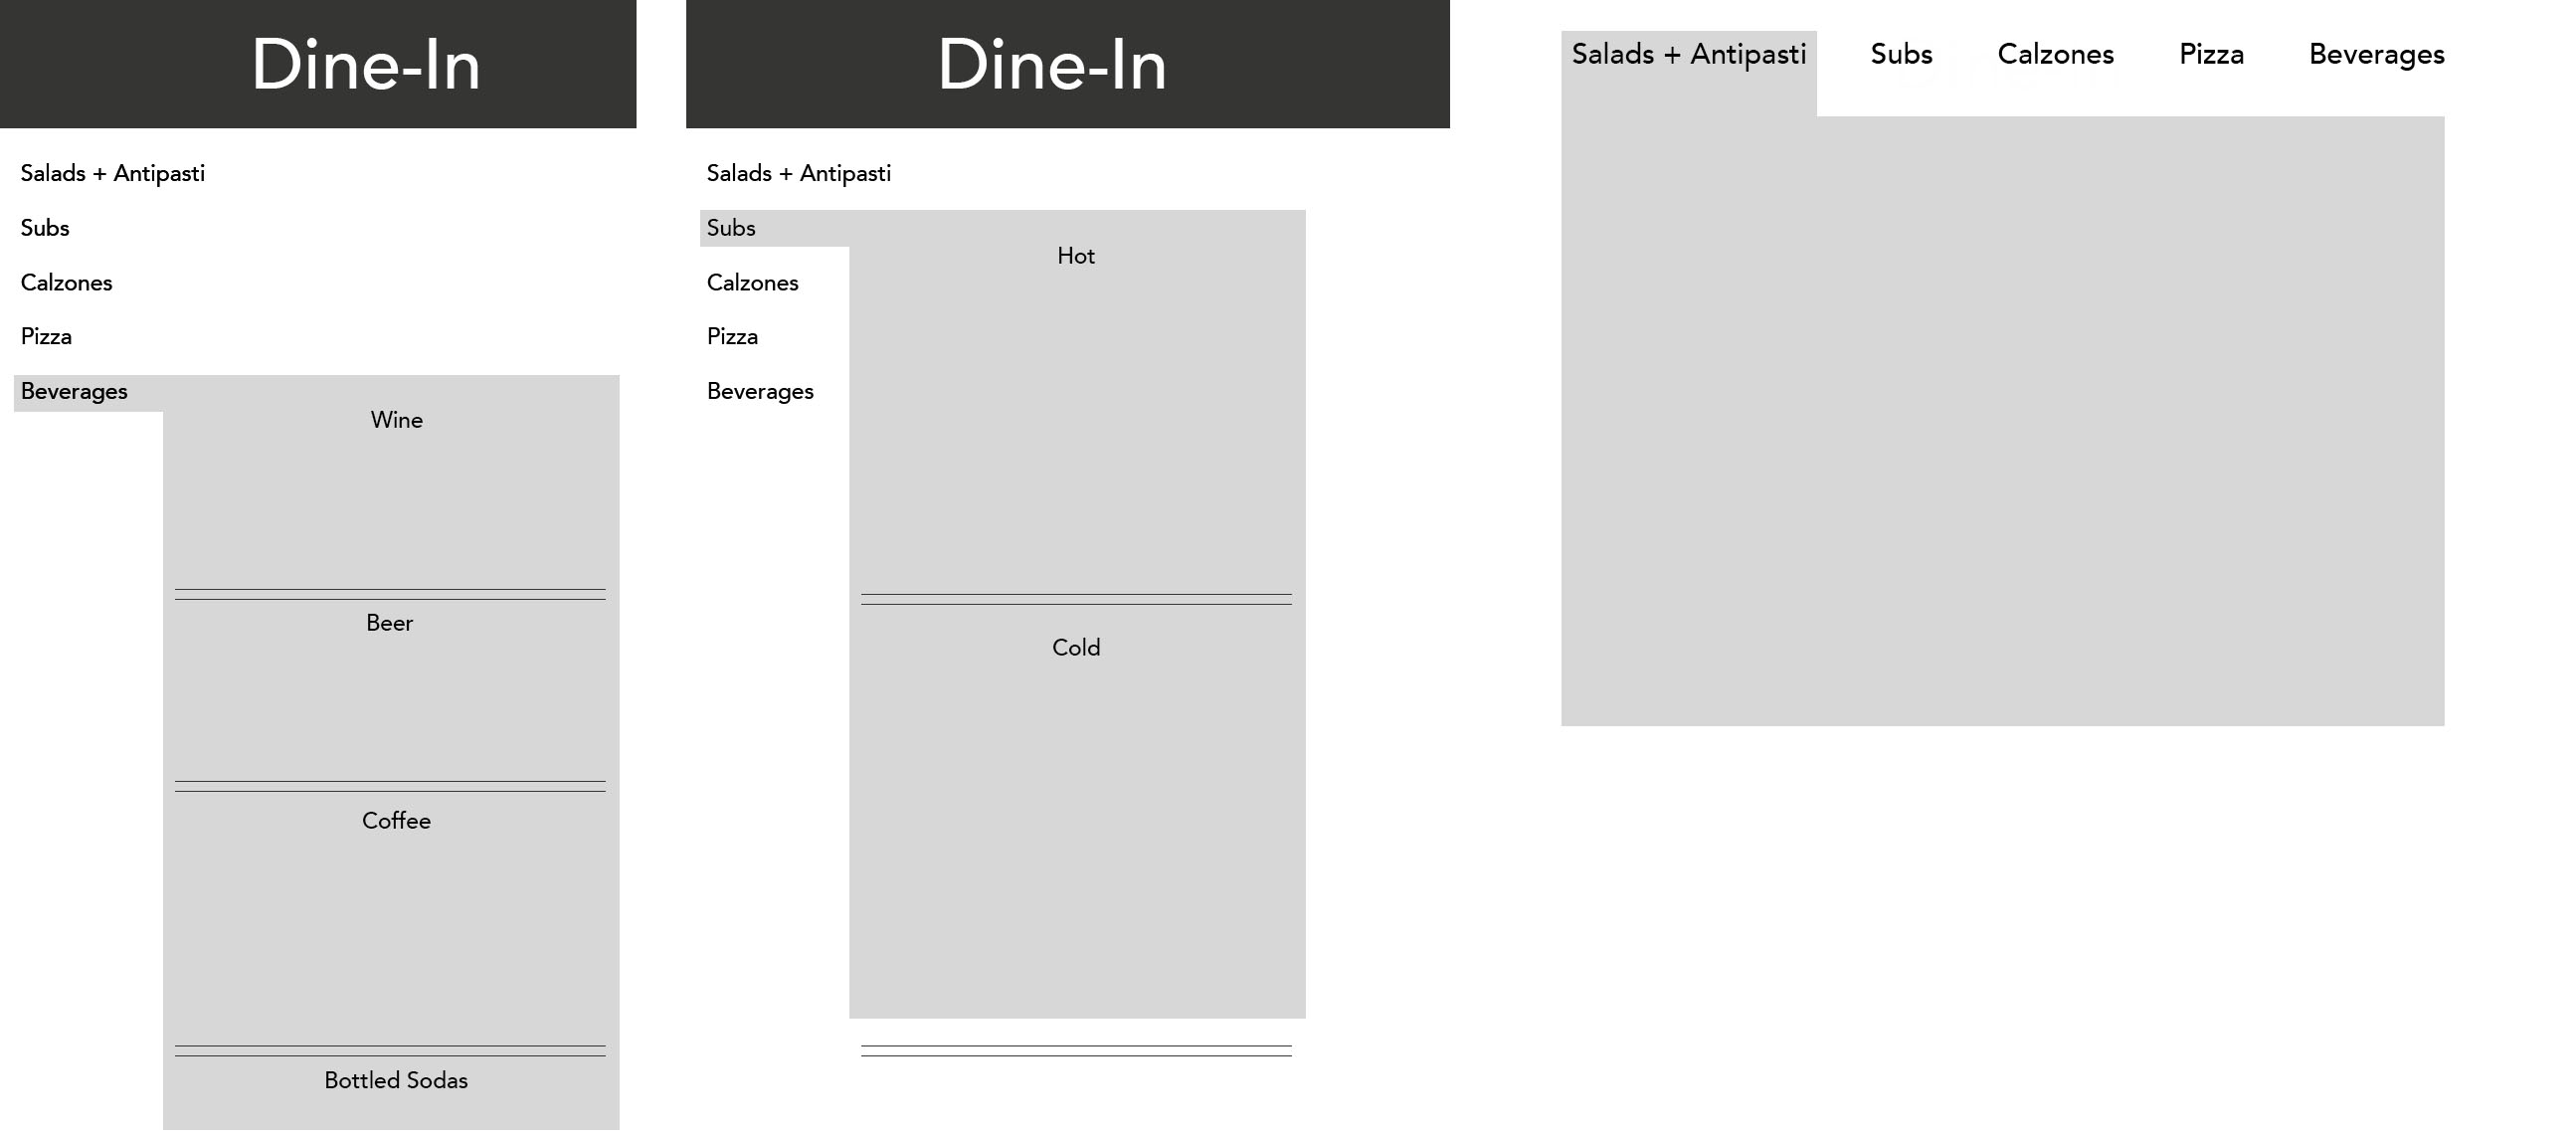 Dine-In
Salads + Antipasti
Subs
Calzones
Pizza
Beverages
Wine
Beer
Coffee
Bottled Sodas
Dine-In
Salads + Antipasti
Subs
Hot
Calzones
Pizza
Beverages
Cold
Salads + Antipasti Subs Calzones Pizza Beverages